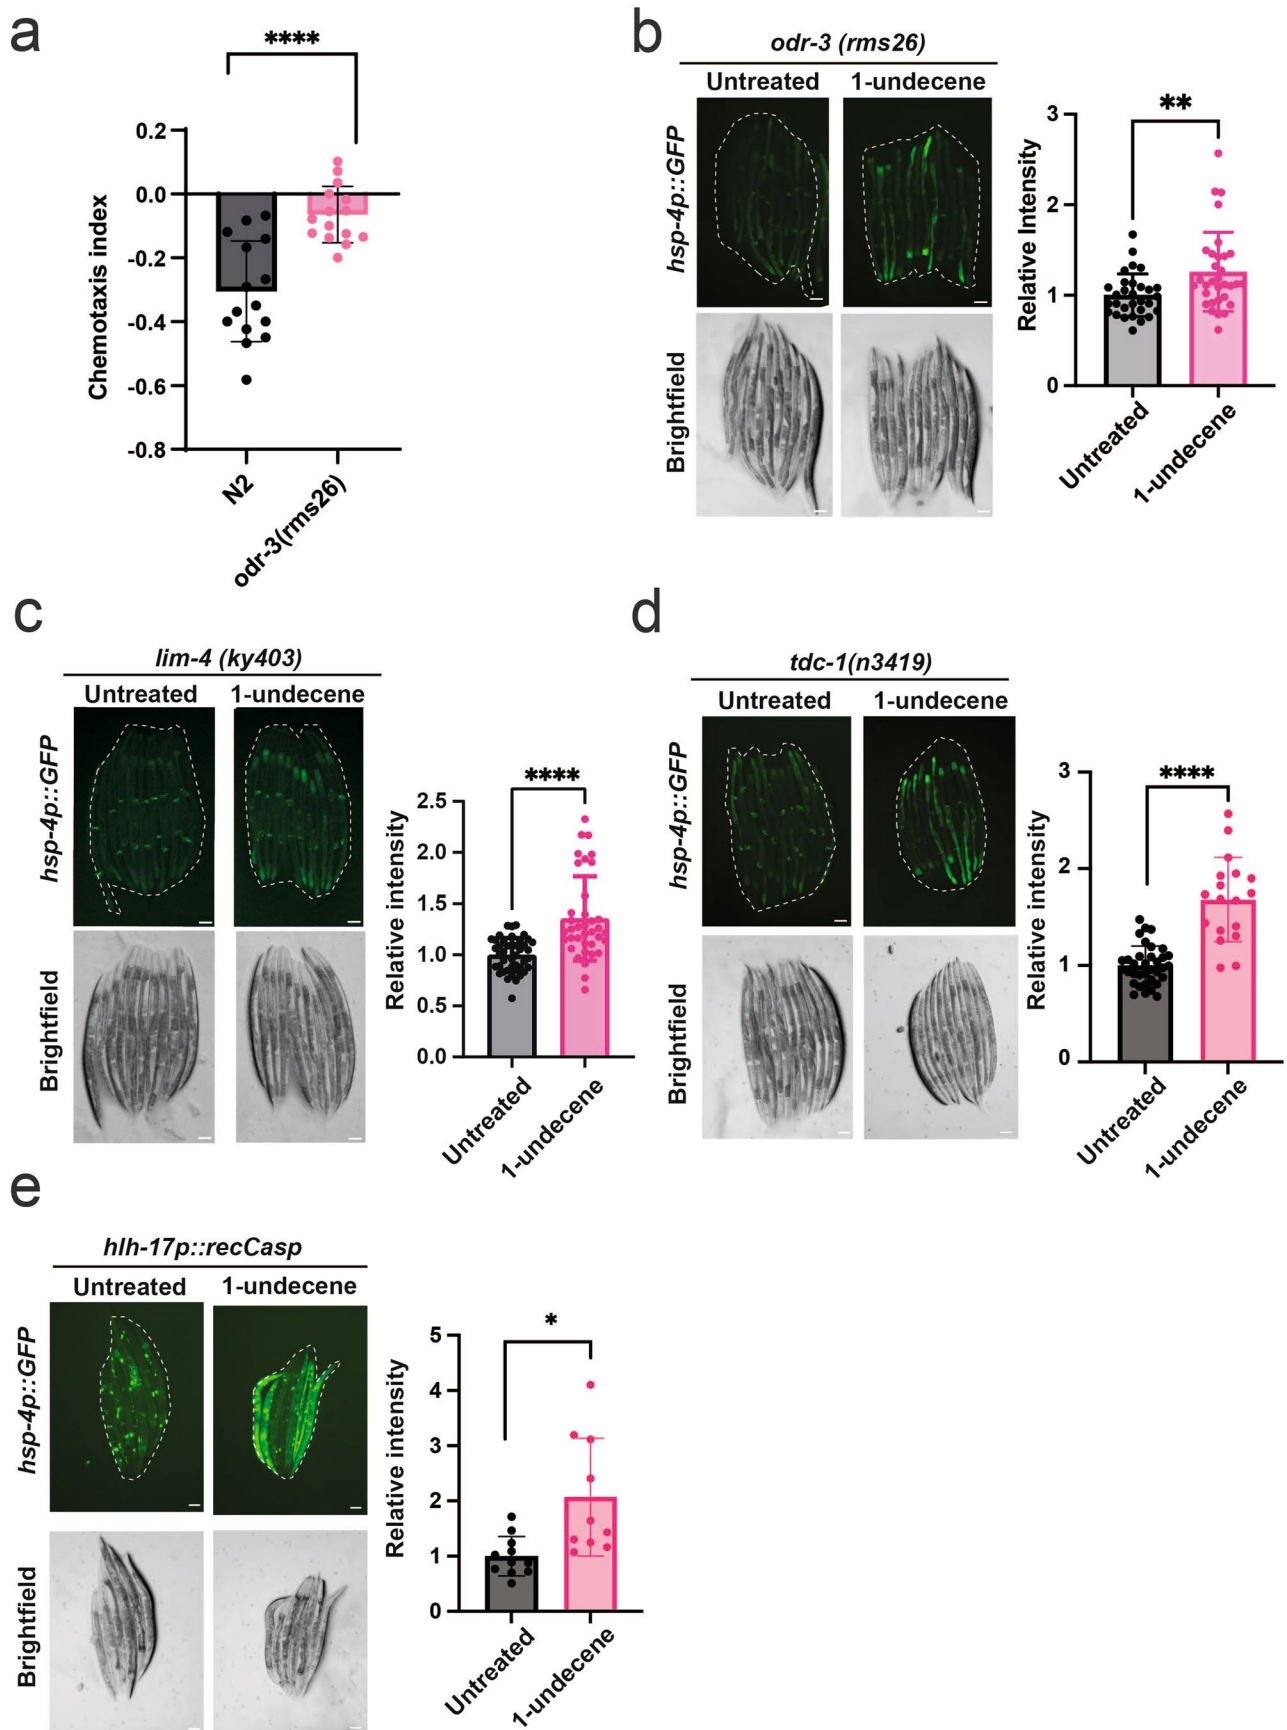 a
****
0.2
0.0
-0.2
-0.4
-0.6
-0.8
Chemotaxis index
N2
odr-3(rms26)
b
odr-3 (rms26)
Untreated 1-undecene
hsp-4p::GFP
Brightfield
**
3
2
1
0
Relative Intensity
Untreated
1-undecene
c
lim-4 (ky403)
Untreated 1-undecene
hsp-4p::GFP
Brightfield
****
2.5
2.0
1.5
1.0
0.5
0.0
Relative intensity
Untreated
1-undecene
d
tdc-1(n3419)
Untreated 1-undecene
hsp-4p::GFP
Brightfield
****
3
2
1
0
Relative intensity
Untreated
1-undecene
e
hlh-17p::recCasp
Untreated 1-undecene
hsp-4p::GFP
Brightfield
*
5
4
3
2
1
0
Relative intensity
Untreated
1-undecene